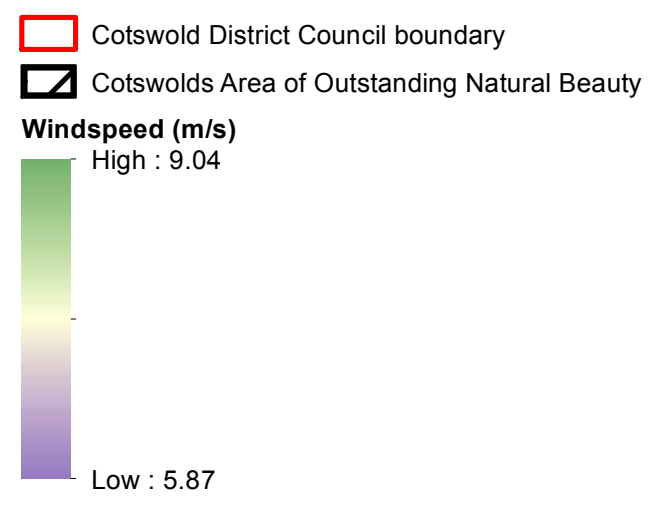 Cotswold District Council boundary
Cotswolds Area of Outstanding Natural Beauty
Windspeed (m/s)
High : 9.04
Low : 5.87